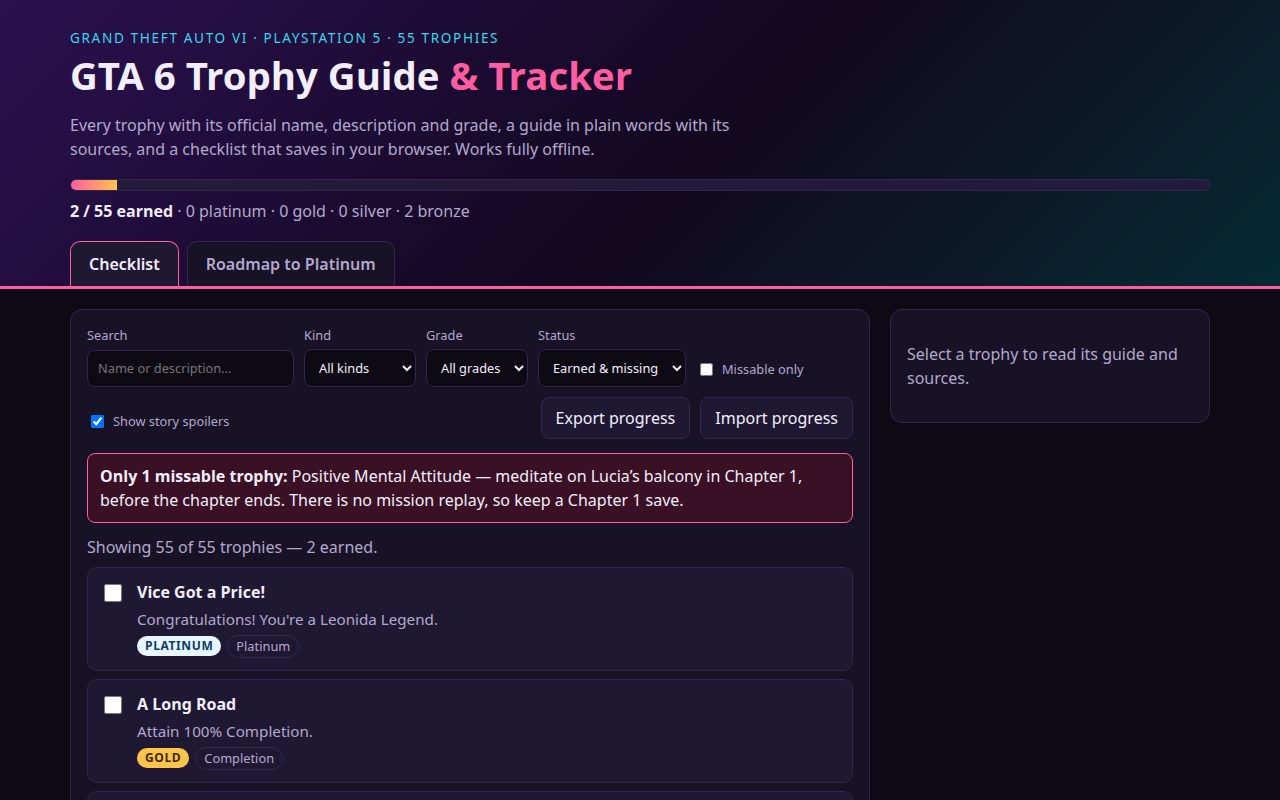 GRAND THEFT AUTO VI · PLAYSTATION 5 · 55 TROPHIES
GTA 6 Trophy Guide & Tracker
Every trophy with its official name, description and grade, a guide in plain words with its
sources, and a checklist that saves in your browser. Works fully offline.
2 / 55 earned · 0 platinum · 0 gold · 0 silver · 2 bronze
Checklist
Roadmap to Platinum
Search
Kind
Grade
Status
Name or description...
All kinds
All grades
Earned & missing
Missable only
Show story spoilers
Export progress
Import progress
Only 1 missable trophy: Positive Mental Attitude — meditate on Lucia’s balcony in Chapter 1,
before the chapter ends. There is no mission replay, so keep a Chapter 1 save.
Showing 55 of 55 trophies — 2 earned.
Vice Got a Price!
Congratulations! You're a Leonida Legend.
PLATINUM
Platinum
A Long Road
Attain 100% Completion.
GOLD
Completion
Select a trophy to read its guide and
sources.